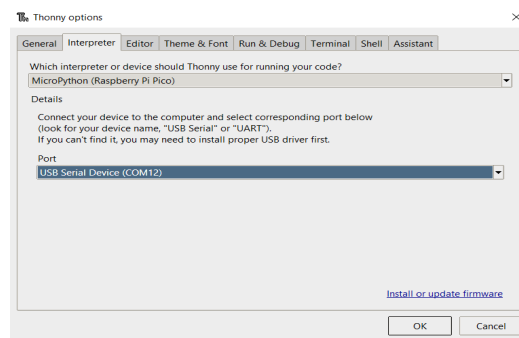 Thonny options
General Interpreter Editor Theme & Font Run & Debug Terminal Shell Assistant
Which interpreter or device should Thonny use for running your code?
MicroPython (Raspberry Pi Pico)
Details
Connect your device to the computer and select corresponding port below
(look for your device name, "USB Serial" or "UART").
If you can't find it, you may need to install proper USB driver first.
Port
USB Serial Device (COM12)
Install or update firmware
OK Cancel